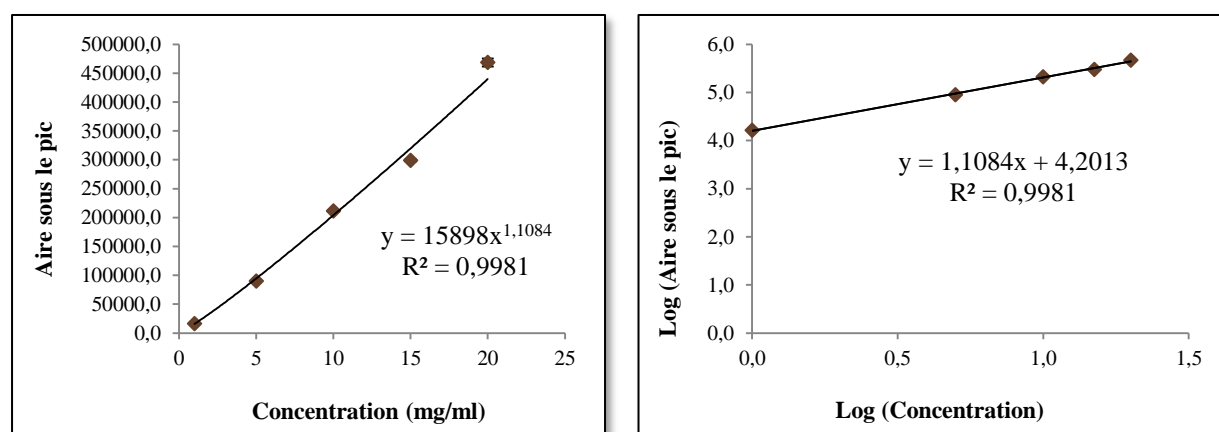 500000,0
450000,0
400000,0
350000,0
300000,0
250000,0
200000,0
150000,0
100000,0
50000,0
0,0
Aire sous le pic
y = 15898x^1,1084
R² = 0,9981
0 5 10 15 20 25
Concentration (mg/ml)
6,0
5,0
4,0
3,0
2,0
1,0
0,0
Log (Aire sous le pic)
y = 1,1084x + 4,2013
R² = 0,9981
0,0 0,5 1,0 1,5
Log (Concentration)